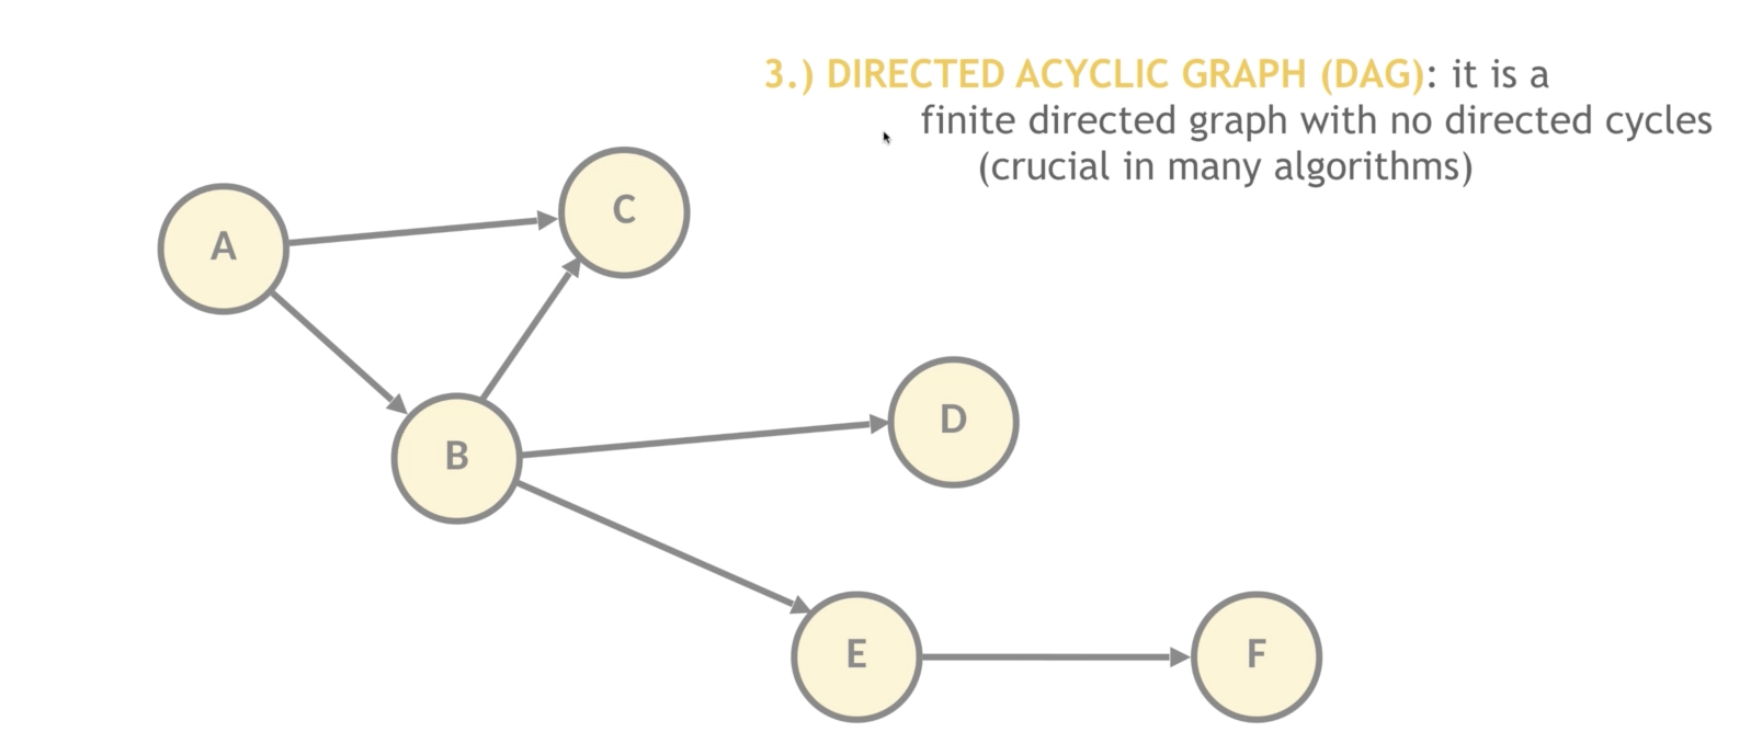 3.) DIRECTED ACYCLIC GRAPH (DAG): it is a
finite directed graph with no directed cycles
(crucial in many algorithms)
C
A
D
B
E
F